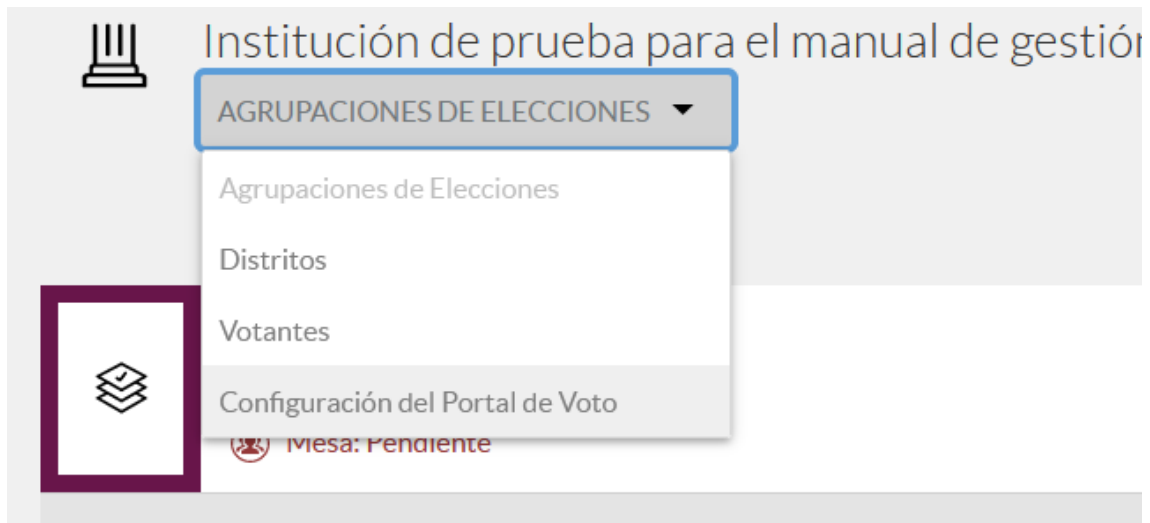 Institución de prueba para el manual de gestión
AGRUPACIONES DE ELECCIONES
Agrupaciones de Elecciones
Distritos
Votantes
Configuración del Portal de Voto
Mesa: Pendiente